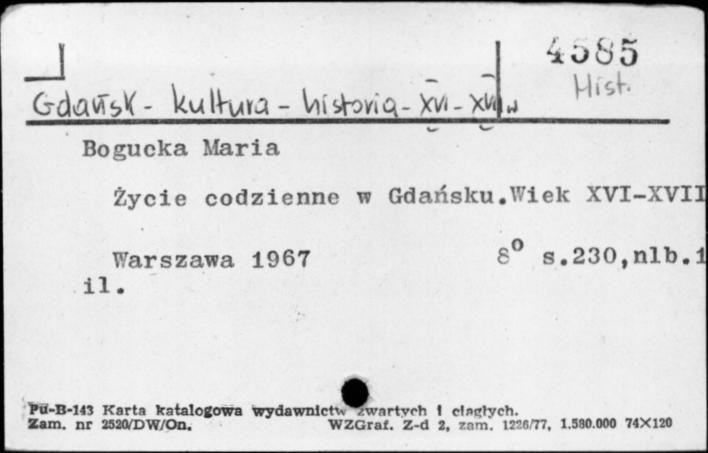 4585
Hist.
Gdańsk - kultura - historia - XVI - XVII w
Bogucka Maria
Życie codzienne w Gdańsku.Wiek XVI-XVII
Warszawa 1967 8° s.230,nlb.1
il.
Pu-B-143 Karta katalogowa wydawnictw zwartych i ciągłych.
Zam. nr 2520/DW/On. WZGraf. Z-d 2, zam. 1226/77, 1.580.000 74X120